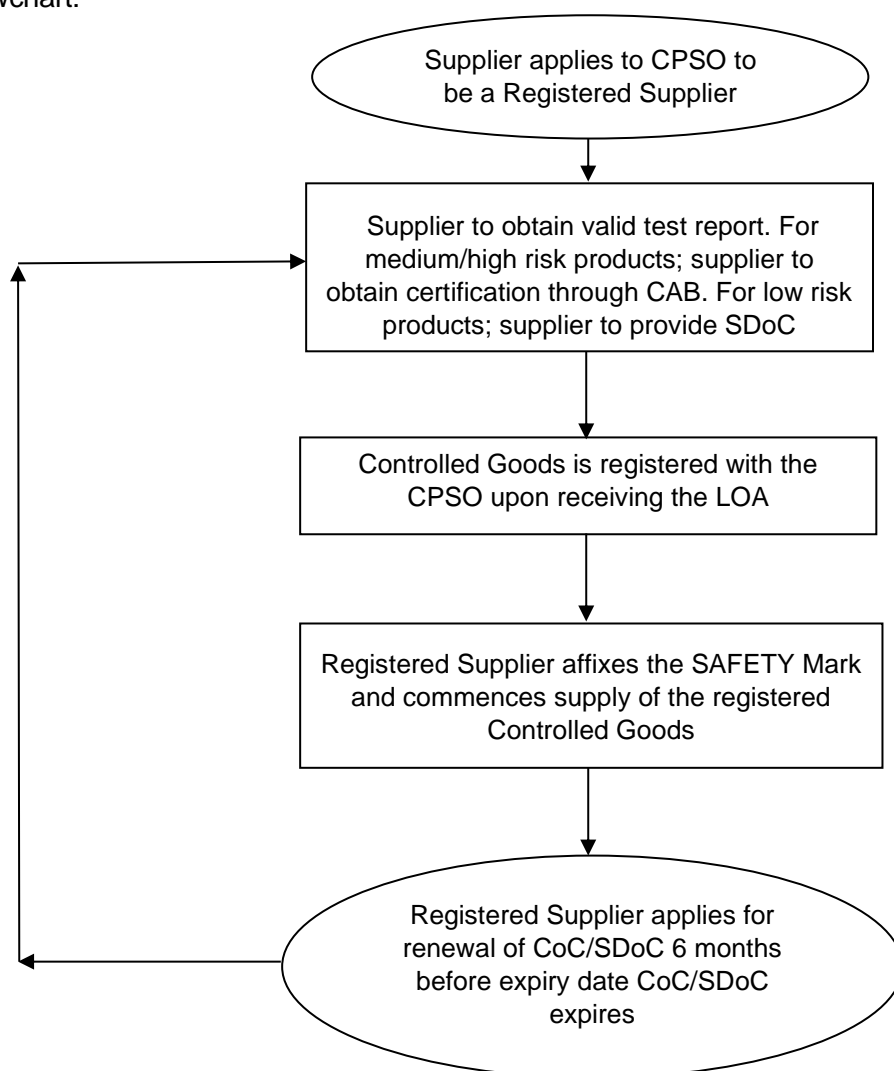 wchart.
Supplier applies to CPSO to
be a Registered Supplier
Supplier to obtain valid test report. For
medium/high risk products; supplier to
obtain certification through CAB. For low risk
products; supplier to provide SDoC
Controlled Goods is registered with the
CPSO upon receiving the LOA
Registered Supplier affixes the SAFETY Mark
and commences supply of the registered
Controlled Goods
Registered Supplier applies for
renewal of CoC/SDoC 6 months
before expiry date CoC/SDoC
expires